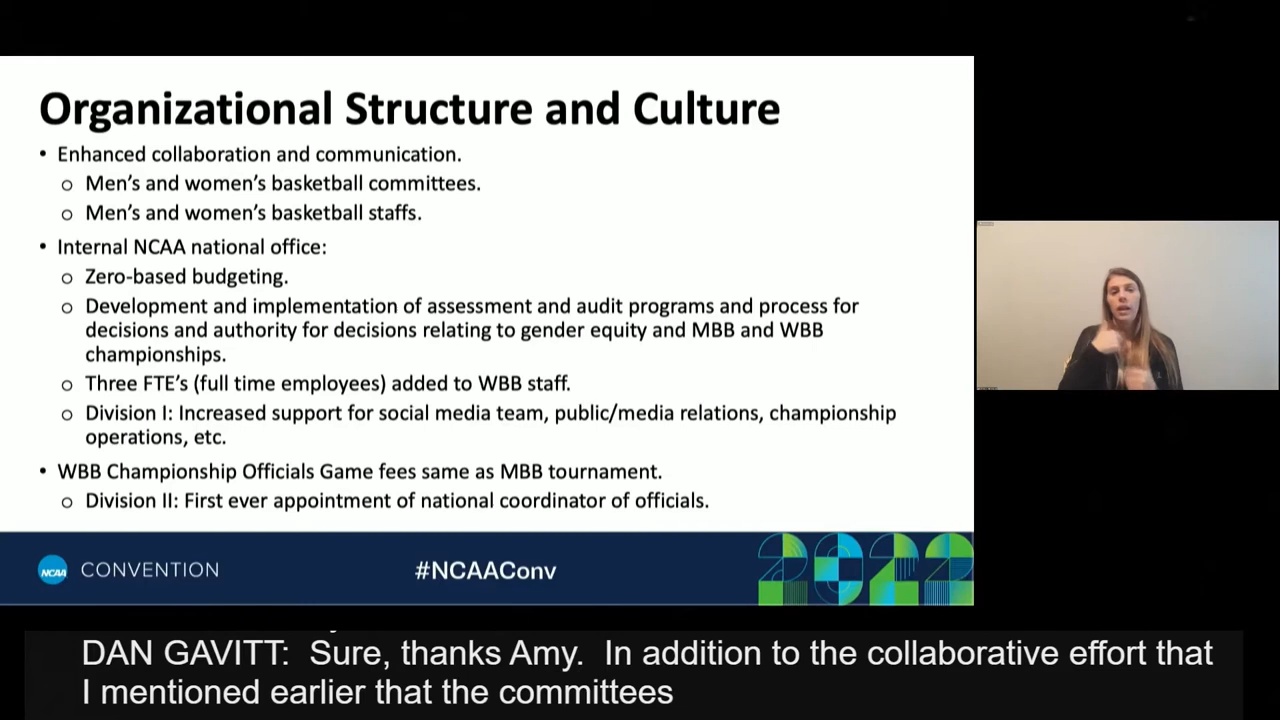 Organizational Structure and Culture
• Enhanced collaboration and communication.
o Men's and women's basketball committees.
o Men's and women's basketball staffs.
• Internal NCAA national office:
o Zero-based budgeting.
o Development and implementation of assessment and audit programs and process for
decisions and authority for decisions relating to gender equity and MBB and WBB
championships.
o Three FTE's (full time employees) added to WBB staff.
o Division I: Increased support for social media team, public/media relations, championship
operations, etc.
• WBB Championship Officials Game fees same as MBB tournament.
o Division II: First ever appointment of national coordinator of officials.
NCAA CONVENTION #NCAAConv 2022
DAN GAVITT: Sure, thanks Amy. In addition to the collaborative effort that
I mentioned earlier that the committees